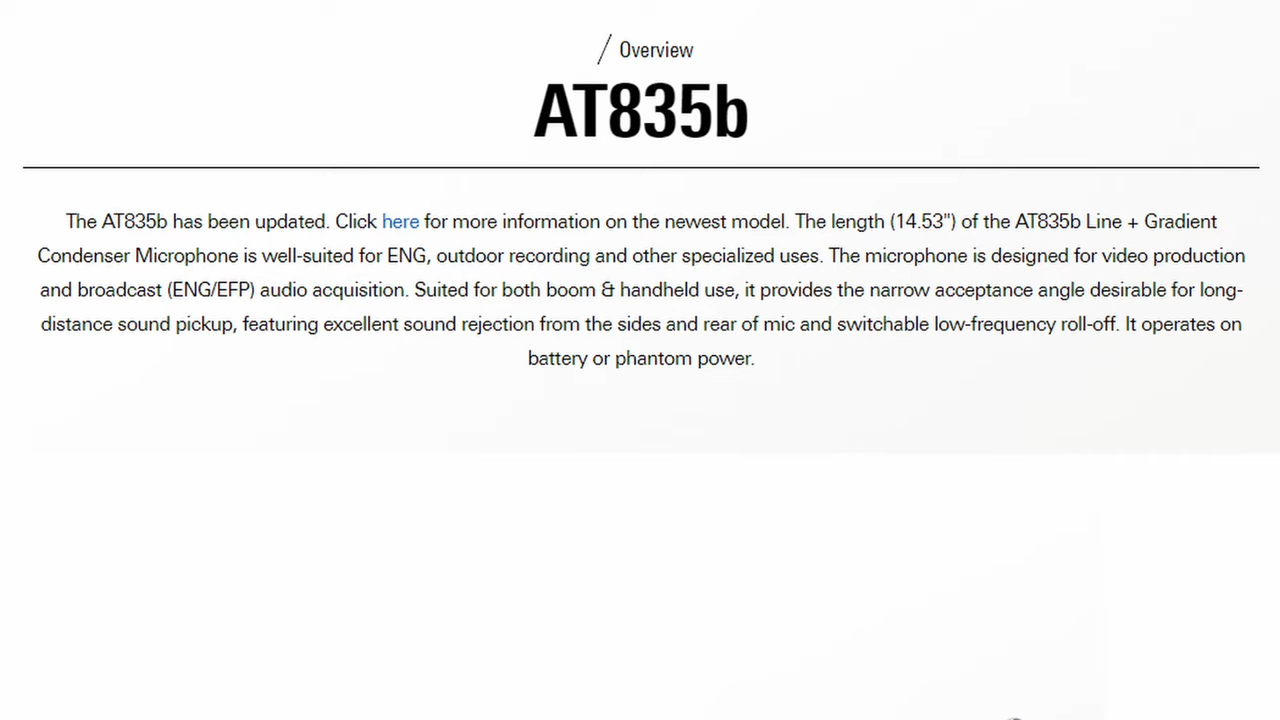 Overview
AT835b
The AT835b has been updated. Click here for more information on the newest model. The length (14.53") of the AT835b Line + Gradient
Condenser Microphone is well-suited for ENG, outdoor recording and other specialized uses. The microphone is designed for video production
and broadcast (ENG/EFP) audio acquisition. Suited for both boom & handheld use, it provides the narrow acceptance angle desirable for long-
distance sound pickup, featuring excellent sound rejection from the sides and rear of mic and switchable low-frequency roll-off. It operates on
battery or phantom power.